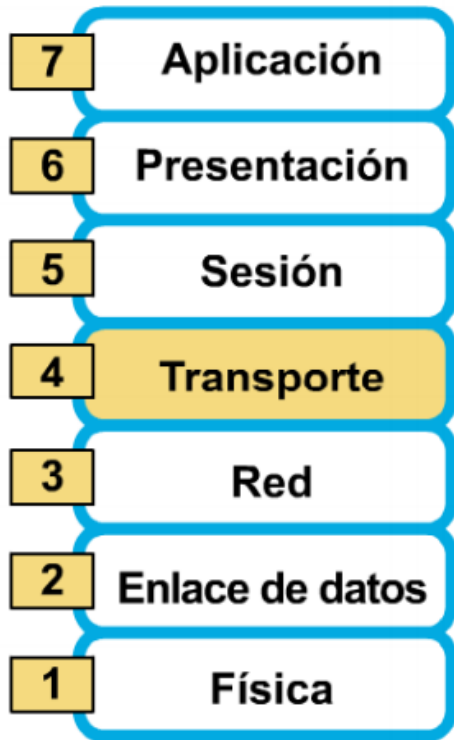 7 Aplicación
6 Presentación
5 Sesión
4 Transporte
3 Red
2 Enlace de datos
1 Física